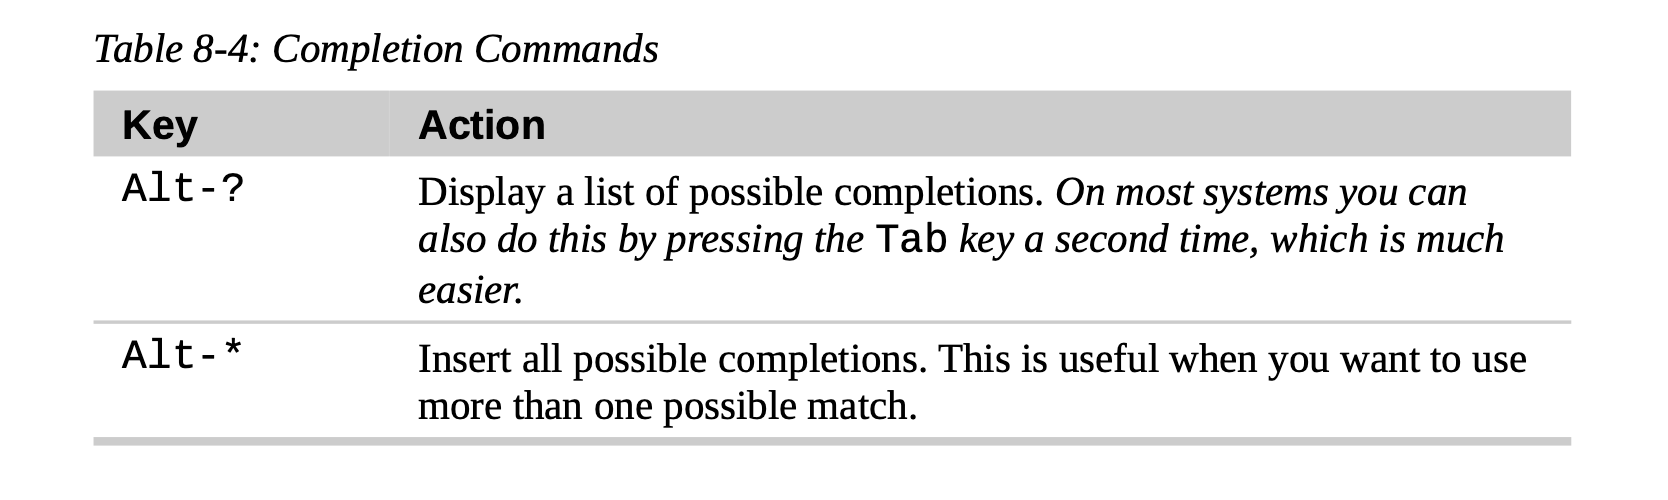 Table 8-4: Completion Commands
Key Action
Alt-? Display a list of possible completions. On most systems you can
also do this by pressing the Tab key a second time, which is much
easier.
Alt-* Insert all possible completions. This is useful when you want to use
more than one possible match.